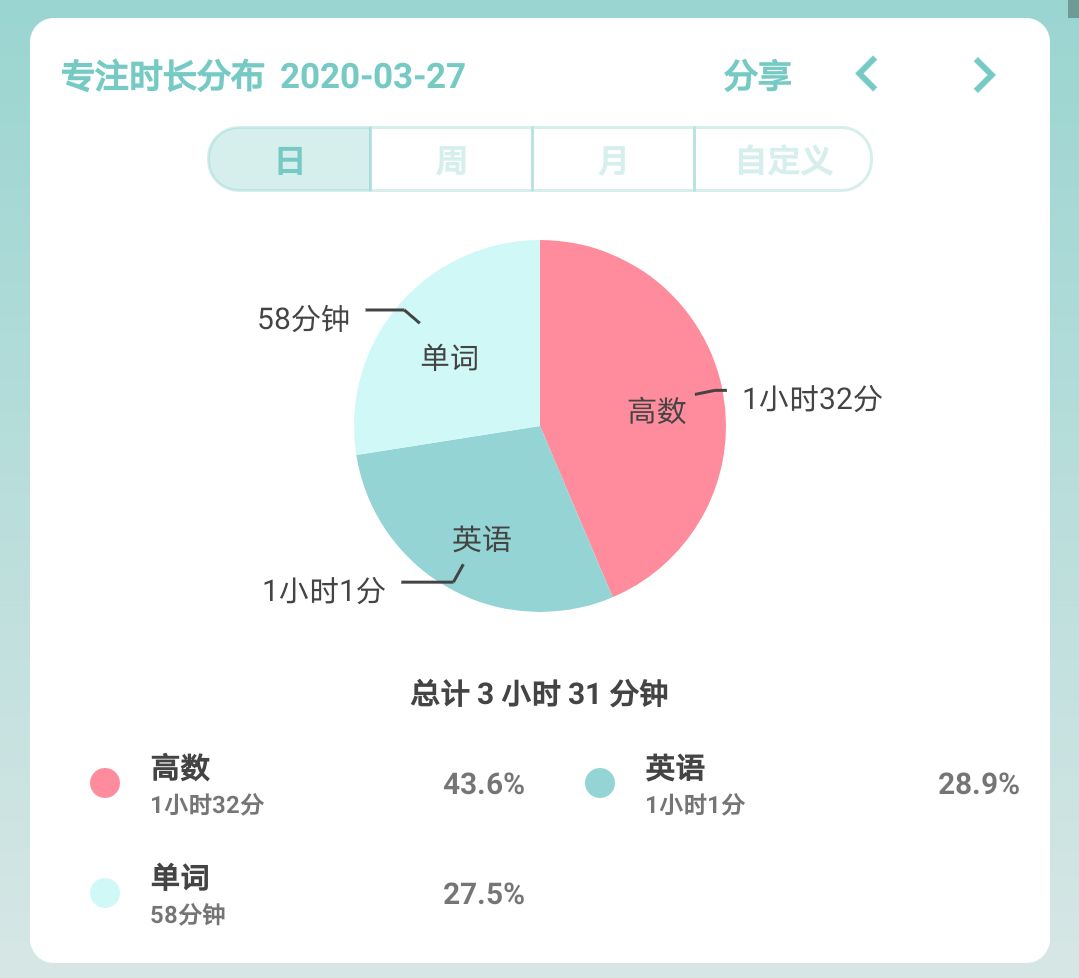 专注时长分布 2020-03-27 分享
日 周 月 自定义
58分钟
单词
高数 1小时32分
英语
1小时1分
总计 3 小时 31 分钟
高数 43.6% 英语 28.9%
1小时32分 1小时1分
单词 27.5%
58分钟